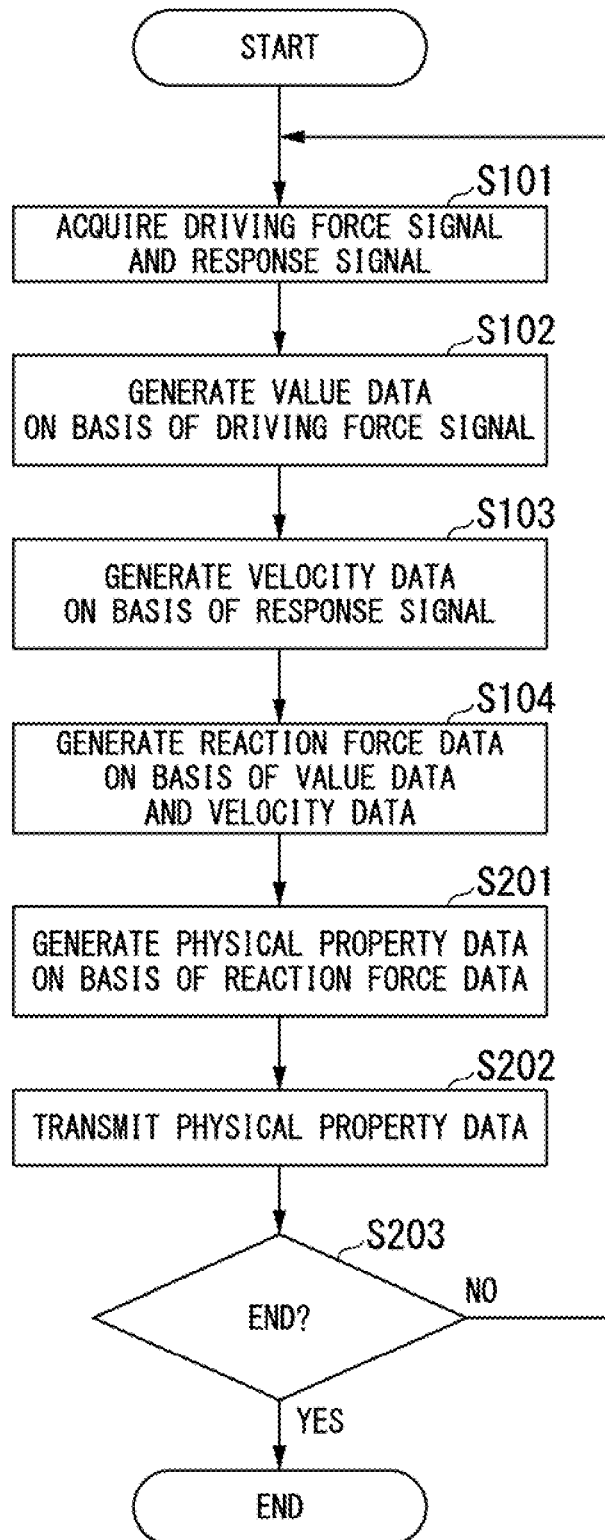 START
S101
ACQUIRE DRIVING FORCE SIGNAL
AND RESPONSE SIGNAL
S102
GENERATE VALUE DATA
ON BASIS OF DRIVING FORCE SIGNAL
S103
GENERATE VELOCITY DATA
ON BASIS OF RESPONSE SIGNAL
S104
GENERATE REACTION FORCE DATA
ON BASIS OF VALUE DATA
AND VELOCITY DATA
S201
GENERATE PHYSICAL PROPERTY DATA
ON BASIS OF REACTION FORCE DATA
S202
TRANSMIT PHYSICAL PROPERTY DATA
S203
END?
NO
YES
END